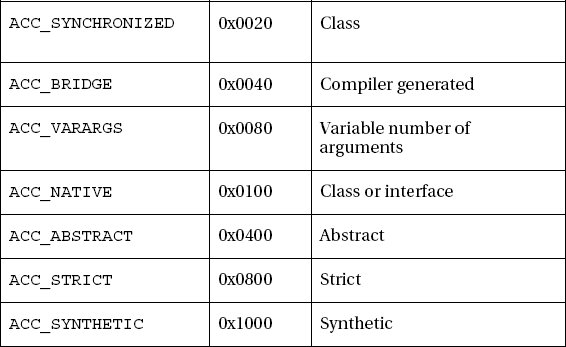 ACC_SYNCHRONIZED 0x0020 Class
ACC_BRIDGE 0x0040 Compiler generated
ACC_VARARGS 0x0080 Variable number of
arguments
ACC_NATIVE 0x0100 Class or interface
ACC_ABSTRACT 0x0400 Abstract
ACC_STRICT 0x0800 Strict
ACC_SYNTHETIC 0x1000 Synthetic